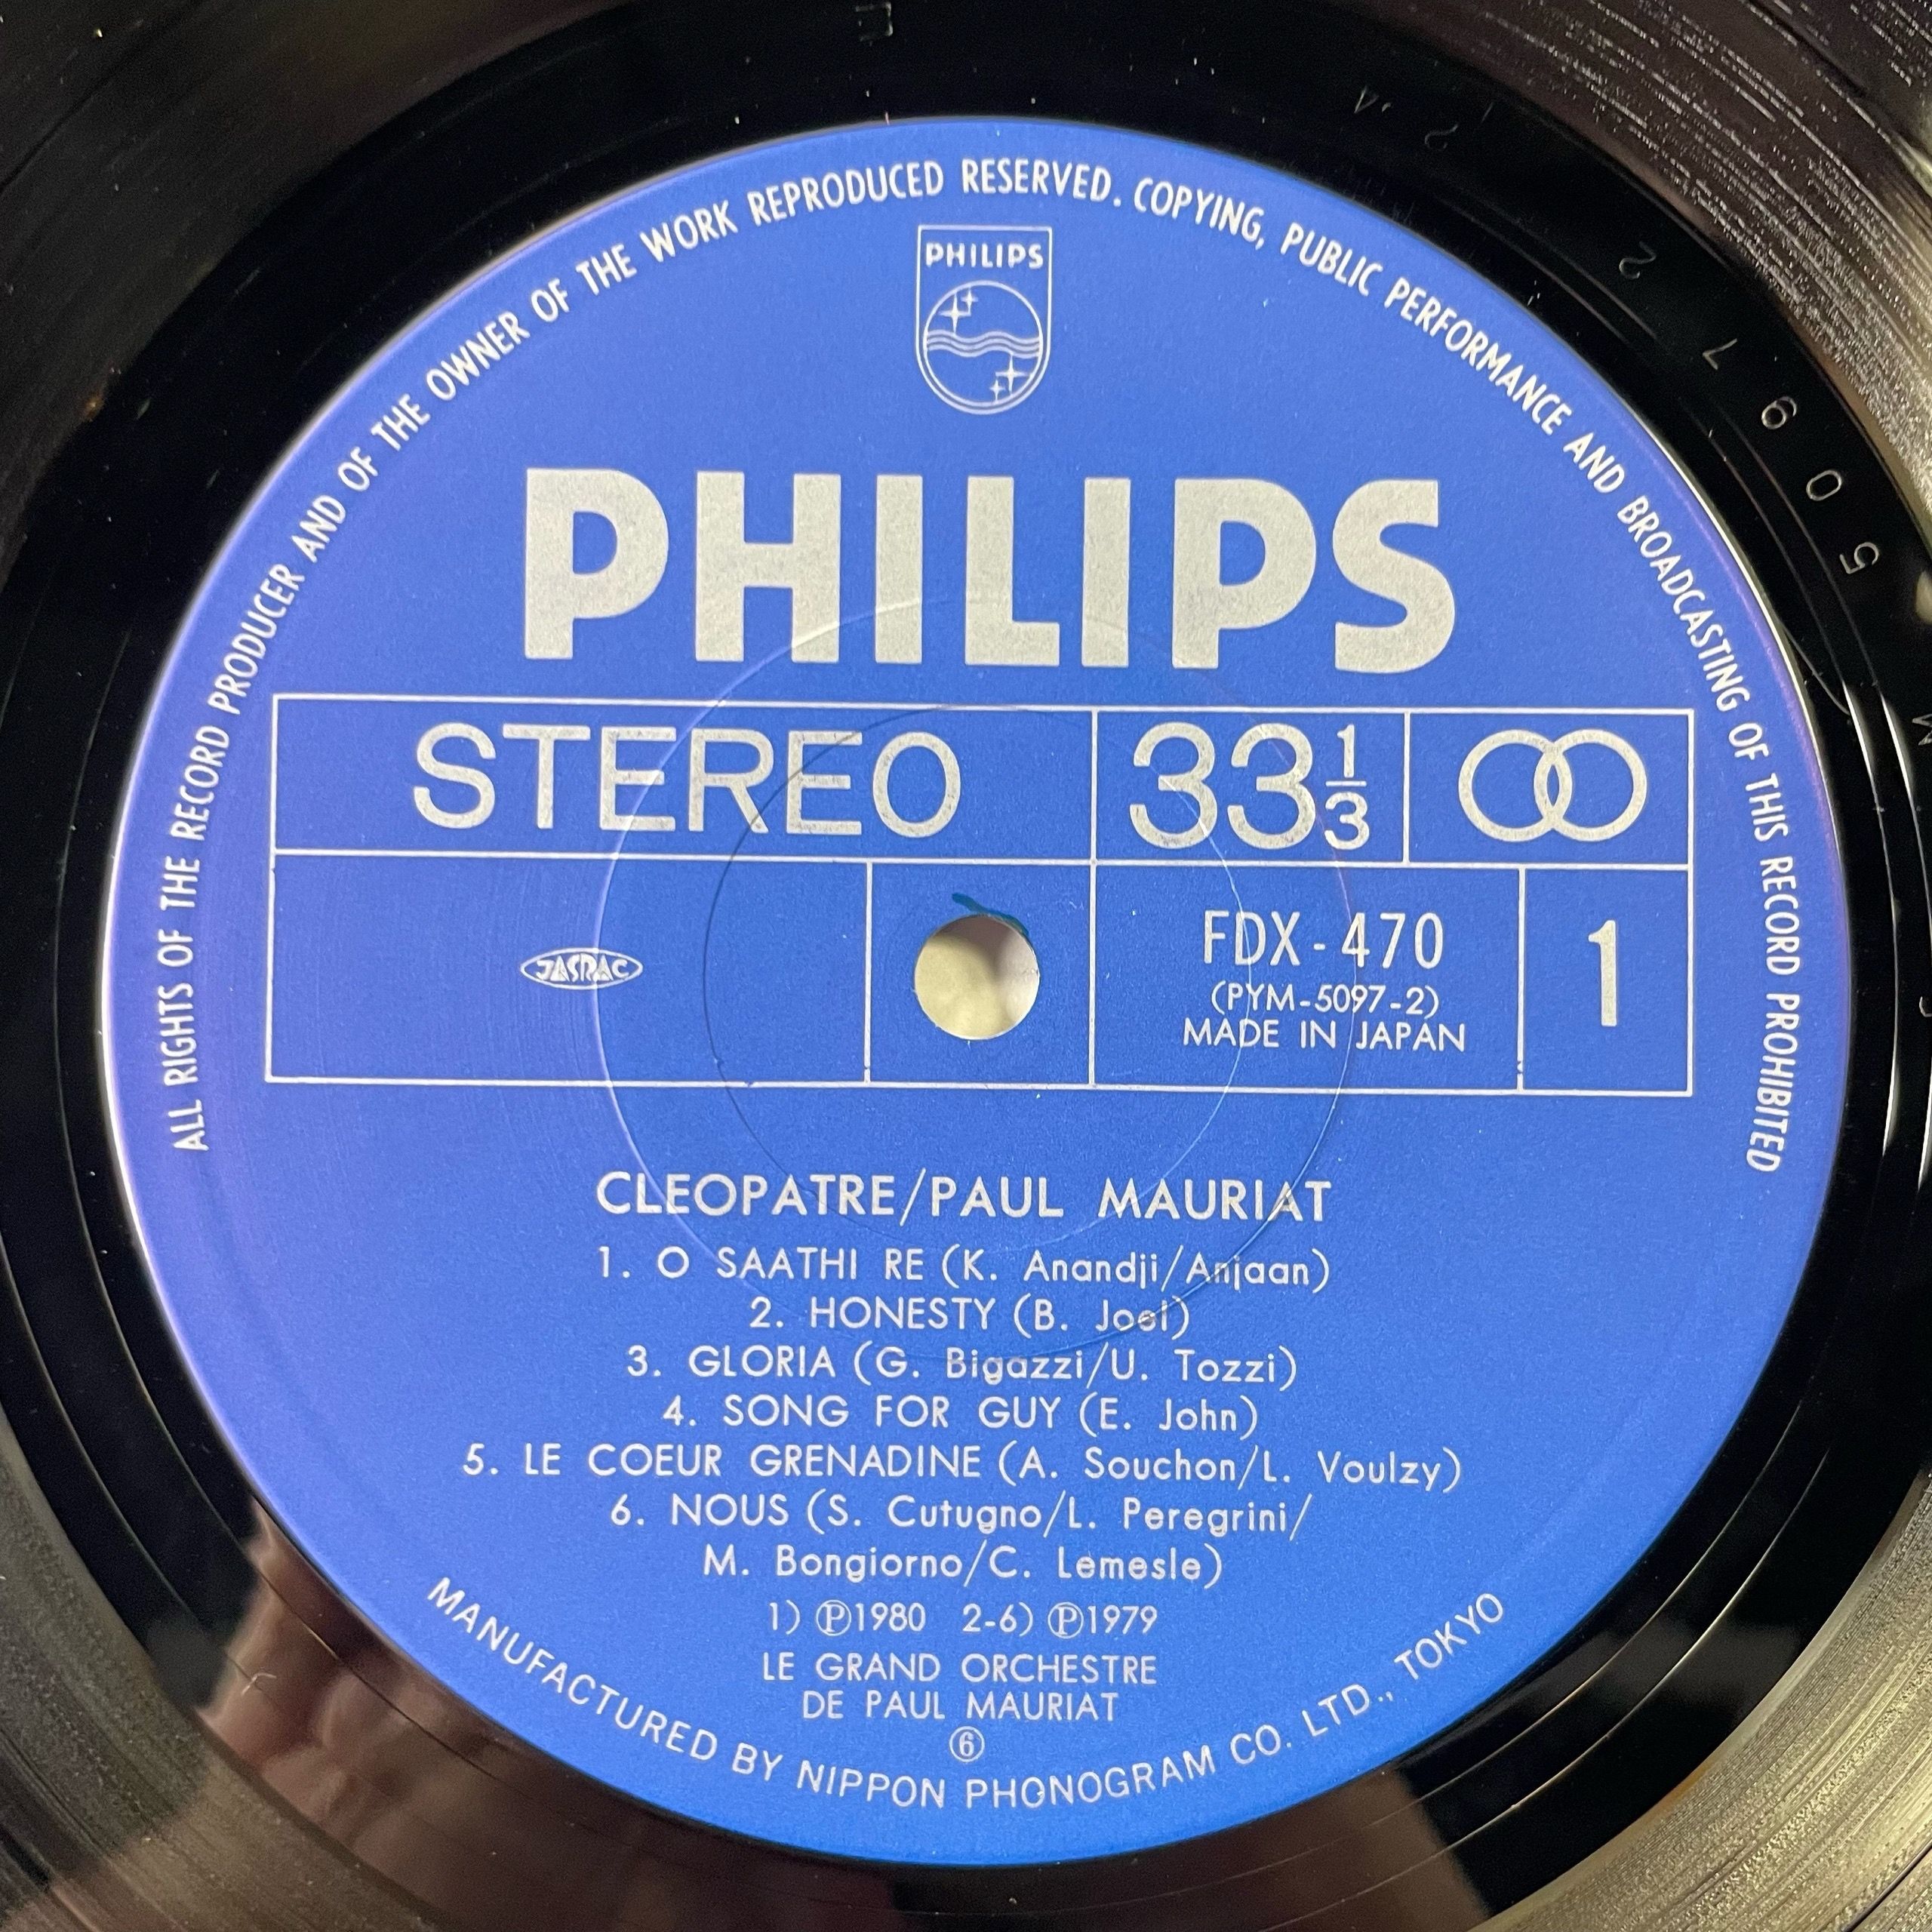 ALL RIGHTS OF THE RECORD PRODUCER AND OF THE OWNER OF THE WORK REPRODUCED RESERVED. COPYING, PUBLIC PERFORMANCE AND BROADCASTING OF THIS RECORD PROHIBITED
PHILIPS
PHILIPS
STEREO 33 1/3
JASRAC
FDX-470 1
(PYM-5097-2)
MADE IN JAPAN
CLEOPATRE/PAUL MAURIAT
1. O SAATHI RE (K. Anandji/Anjaan)
2. HONESTY (B. Joel)
3. GLORIA (G. Bigazzi/U. Tozzi)
4. SONG FOR GUY (E. John)
5. LE COEUR GRENADINE (A. Souchon/L. Voulzy)
6. NOUS (S. Cutugno/L. Peregrini/
M. Bongiorno/C. Lemesle)
1) Ⓟ1980 2-6) Ⓟ1979
LE GRAND ORCHESTRE
DE PAUL MAURIAT
⑥
MANUFACTURED BY NIPPON PHONOGRAM CO. LTD., TOKYO
5097 2